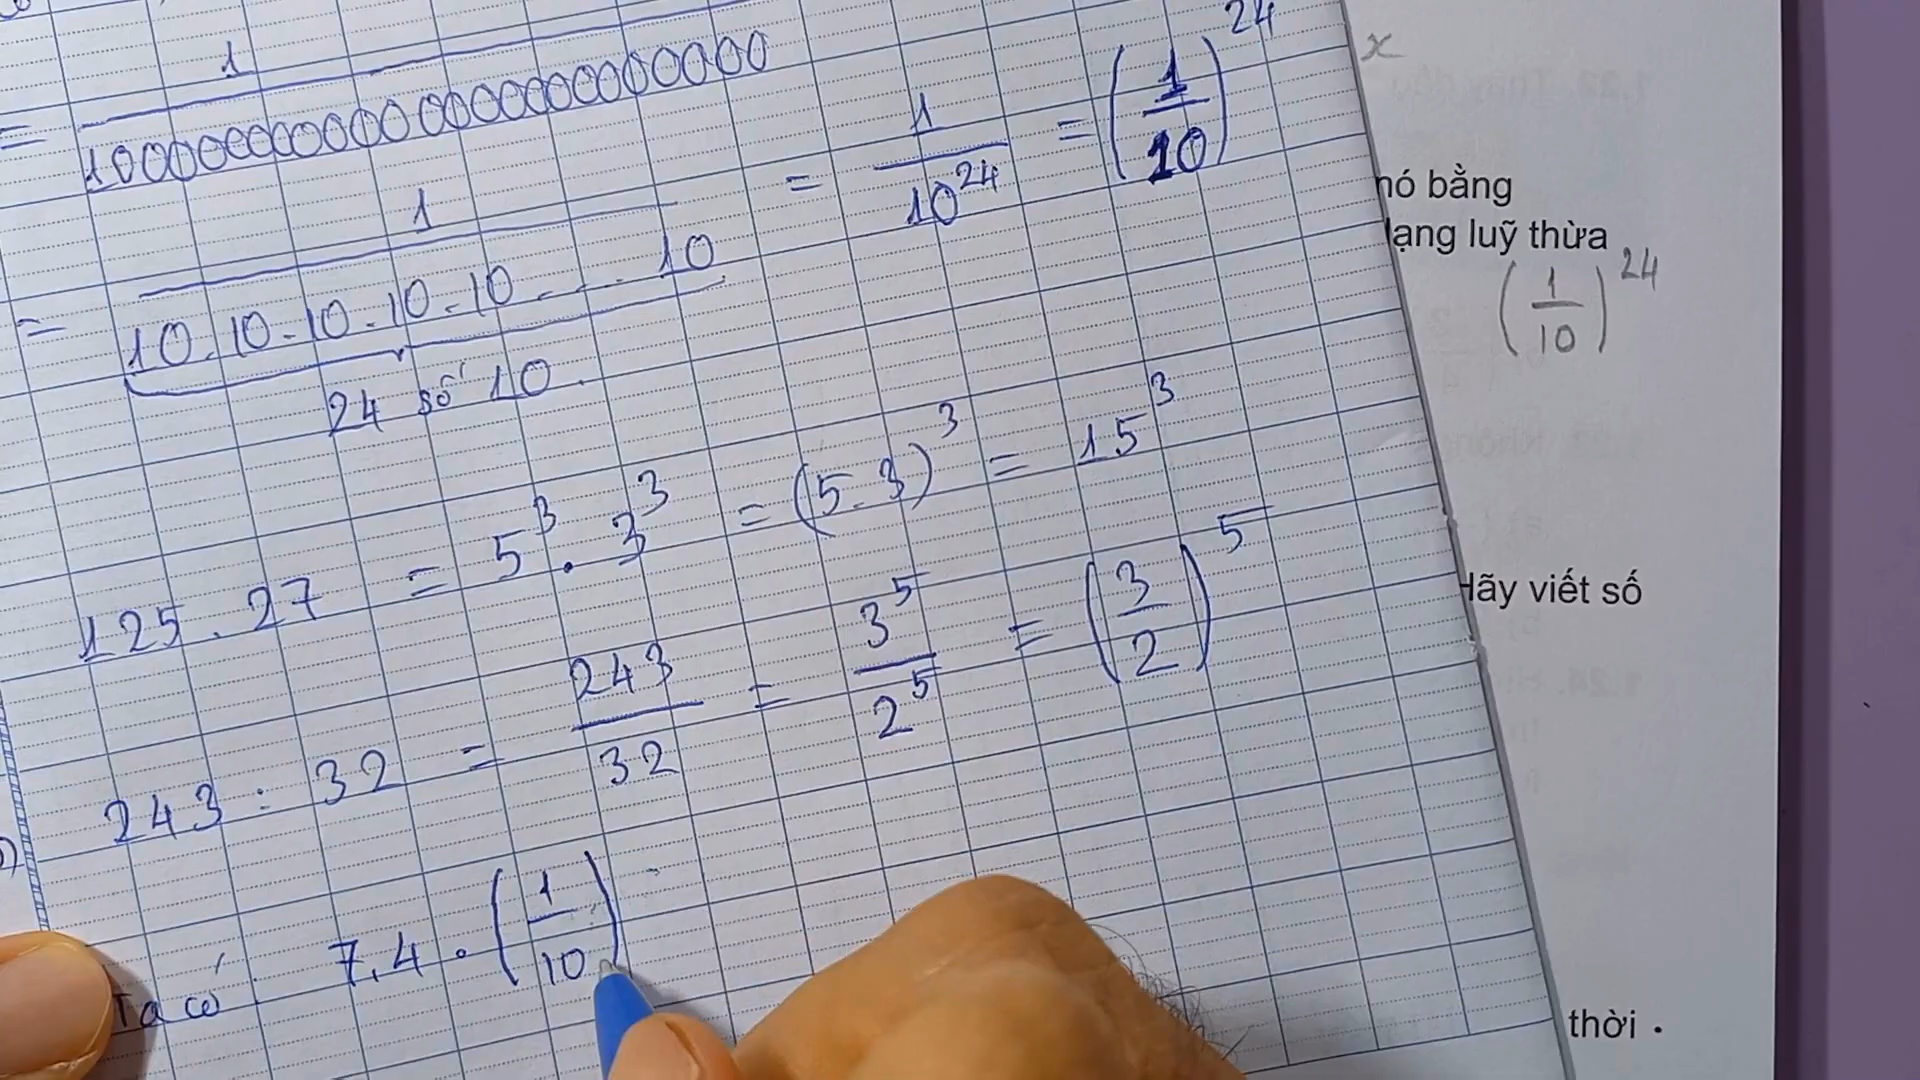 = 1/1000000000000000000000000
= 1/(10.10.10.10.10.....10) = 1/10^24 = (1/10)^24
24 số 10.
125.27 = 5^3.3^3 = (5.3)^3 = 15^3
243:32 = 243/32 = 3^5/2^5 = (3/2)^5
Ta có: 7.4.(1/10)
x
nó bằng
luỹ thừa
(1/10)^24
Hãy viết số
thời .